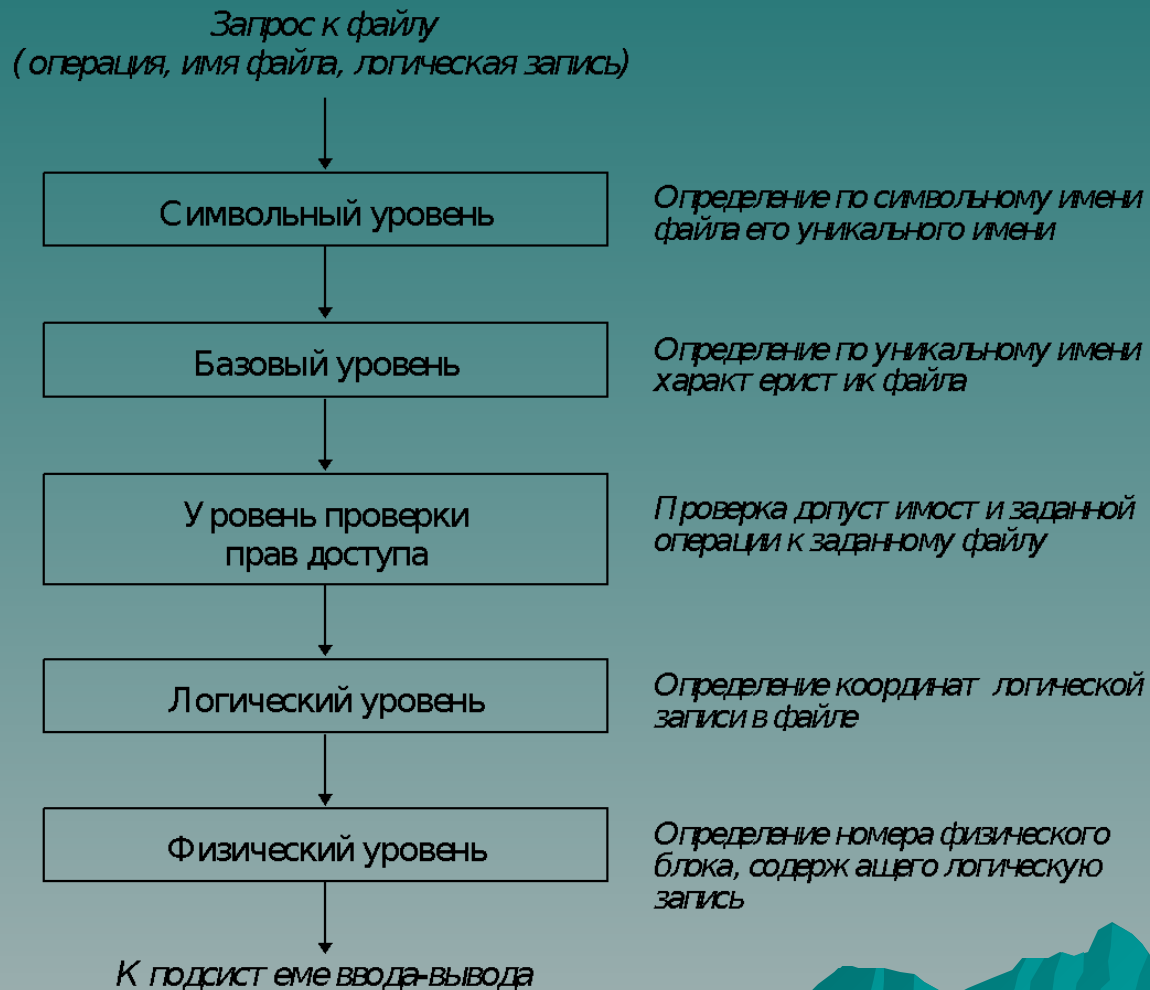 Запрос к файлу
(операция, имя файла, логическая запись)
Символьный уровень
Определение по символьному имени
файла его уникального имени
Базовый уровень
Определение по уникальному имени
характеристик файла
Уровень проверки
прав доступа
Проверка допустимости заданной
операции к заданному файлу
Логический уровень
Определение координат логической
записи в файле
Физический уровень
Определение номера физического
блока, содержащего логическую
запись
К подсистеме ввода-вывода